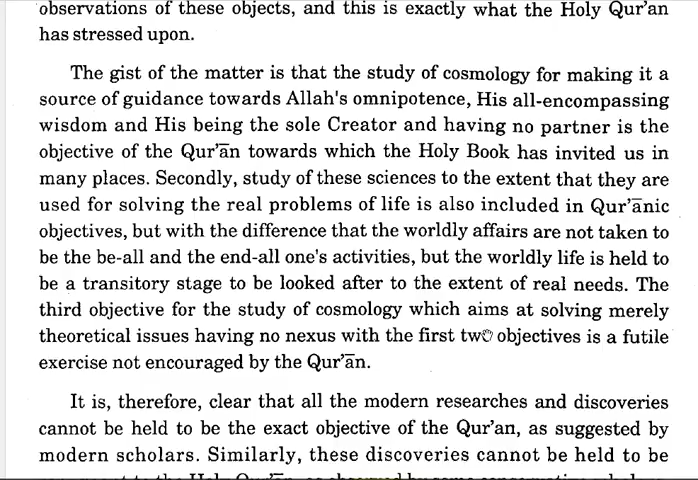 observations of these objects, and this is exactly what the Holy Qur'an
has stressed upon.
The gist of the matter is that the study of cosmology for making it a
source of guidance towards Allah's omnipotence, His all-encompassing
wisdom and His being the sole Creator and having no partner is the
objective of the Qur'ān towards which the Holy Book has invited us in
many places. Secondly, study of these sciences to the extent that they are
used for solving the real problems of life is also included in Qur'ānic
objectives, but with the difference that the worldly affairs are not taken to
be the be-all and the end-all one's activities, but the worldly life is held to
be a transitory stage to be looked after to the extent of real needs. The
third objective for the study of cosmology which aims at solving merely
theoretical issues having no nexus with the first two objectives is a futile
exercise not encouraged by the Qur'ān.
It is, therefore, clear that all the modern researches and discoveries
cannot be held to be the exact objective of the Qur'an, as suggested by
modern scholars. Similarly, these discoveries cannot be held to be